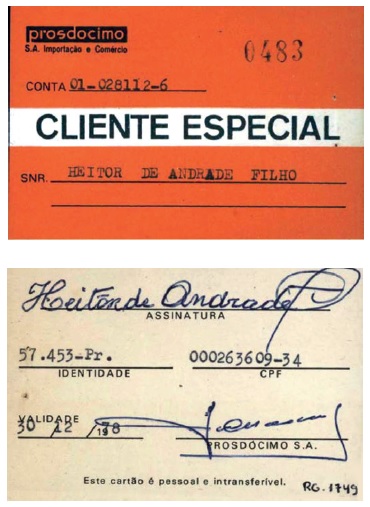 prosdocimo
S.A. Importação e Comércio
0483
CONTA 01-028112-6
CLIENTE ESPECIAL
SNR. HEITOR DE ANDRADE FILHO
Heitor de Andrade
ASSINATURA
57.453-Pr. 000263609-34
IDENTIDADE CPF
VALIDADE
30 /12 /1978
PROSDÓCIMO S.A.
Este cartão é pessoal e intransferível.
RG. 1749